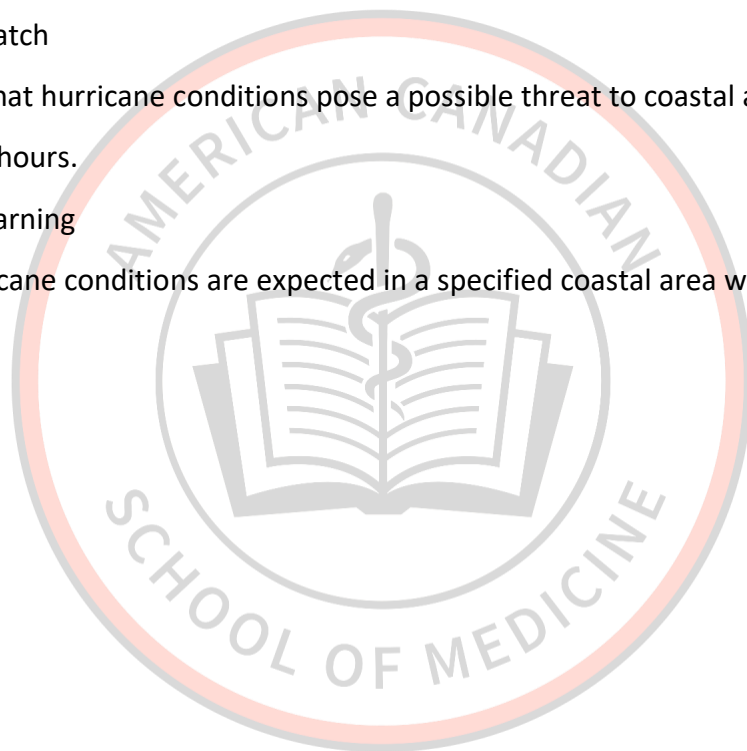 atch
hat hurricane conditions pose a possible threat to coastal a
hours.
arning
cane conditions are expected in a specified coastal area w
AMERICAN CANADIAN
SCHOOL OF MEDICINE